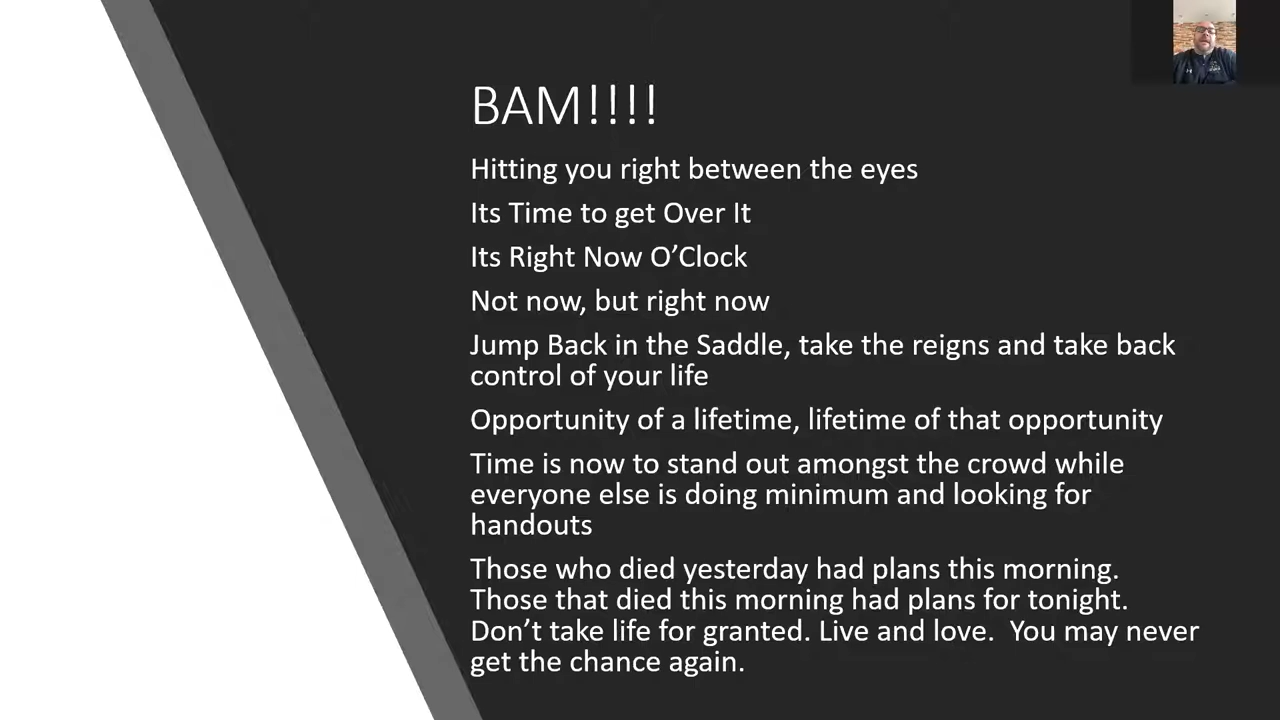 BAM!!!!
Hitting you right between the eyes
Its Time to get Over It
Its Right Now O’Clock
Not now, but right now
Jump Back in the Saddle, take the reigns and take back
control of your life
Opportunity of a lifetime, lifetime of that opportunity
Time is now to stand out amongst the crowd while
everyone else is doing minimum and looking for
handouts
Those who died yesterday had plans this morning.
Those that died this morning had plans for tonight.
Don’t take life for granted. Live and love.  You may never
get the chance again.